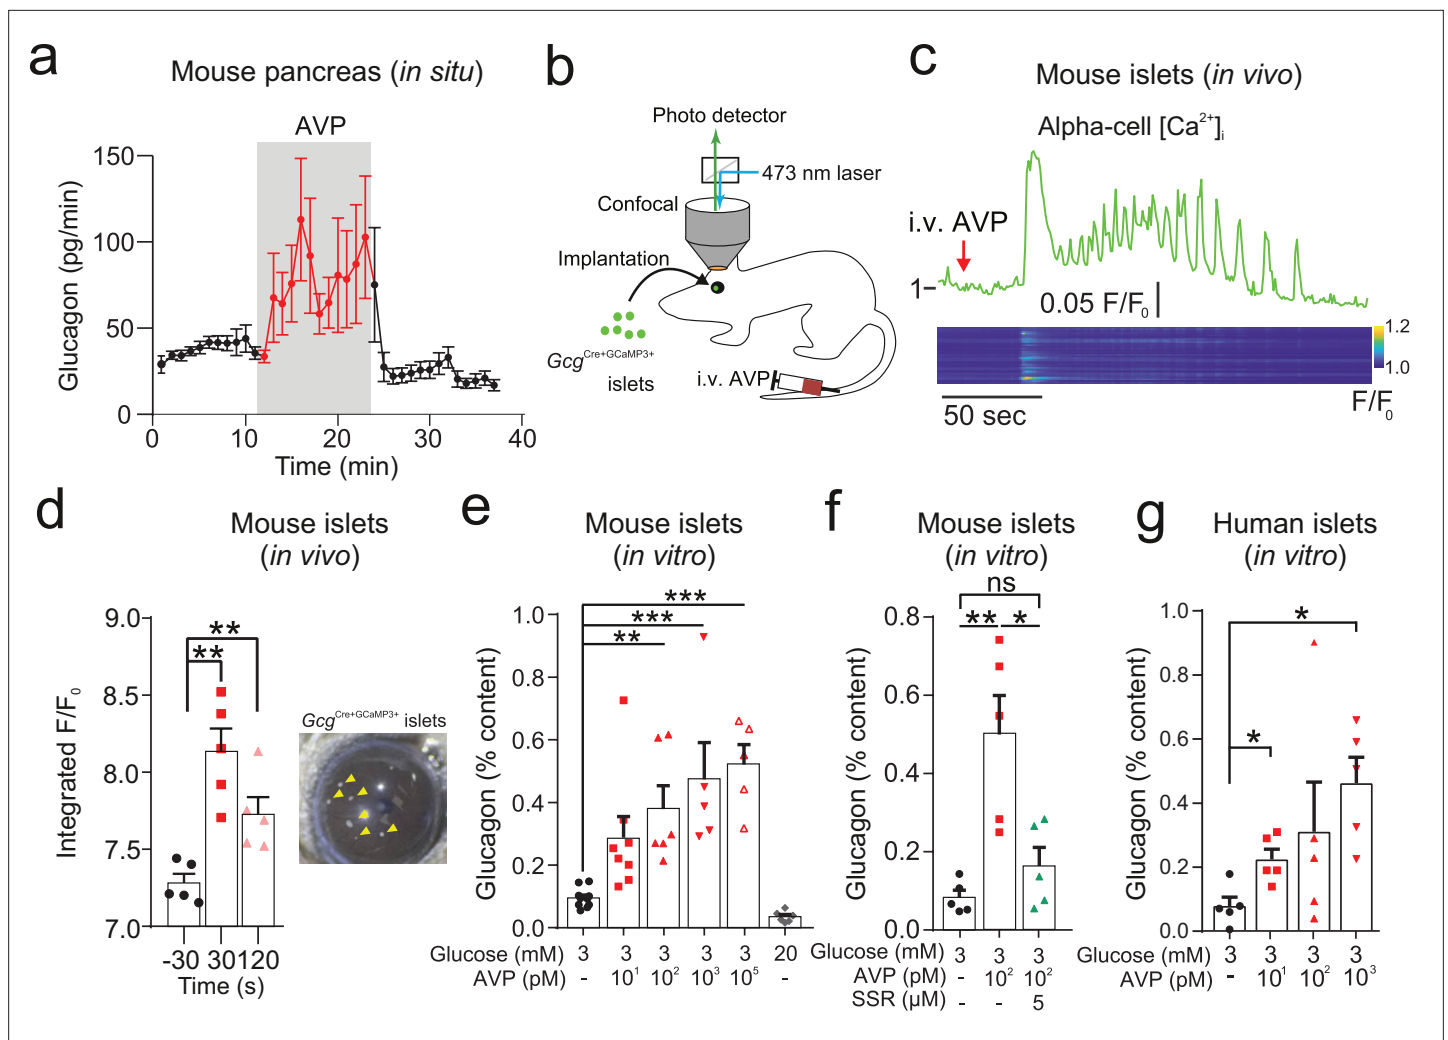 a
Mouse pancreas (in situ)
AVP
150
100
50
0
Glucagon (pg/min)
0 10 20 30 40
Time (min)
b
Photo detector
473 nm laser
Confocal
Implantation
Gcg^Cre+GCaMP3+
islets
i.v. AVP
c
Mouse islets (in vivo)
Alpha-cell [Ca²⁺]ᵢ
i.v. AVP
1
0.05 F/F₀
1.2
1.0
F/F₀
50 sec
d
Mouse islets
(in vivo)
9.0
8.5
8.0
7.5
7.0
Integrated F/F₀
**
**
-30 30 120
Time (s)
Gcg^Cre+GCaMP3+ islets
e
Mouse islets
(in vitro)
1.0
0.8
0.6
0.4
0.2
0.0
Glucagon (% content)
***
***
**
Glucose (mM) 3 3 3 3 3 20
AVP (pM) - 10¹ 10² 10³ 10⁵ -
f
Mouse islets
(in vitro)
ns
** *
0.8
0.6
0.4
0.2
0.0
Glucagon (% content)
Glucose (mM) 3 3 3
AVP (pM) - 10² 10²
SSR (µM) - - 5
g
Human islets
(in vitro)
1.0
0.8
0.6
0.4
0.2
0.0
Glucagon (% content)
*
*
Glucose (mM) 3 3 3 3
AVP (pM) - 10¹ 10² 10³